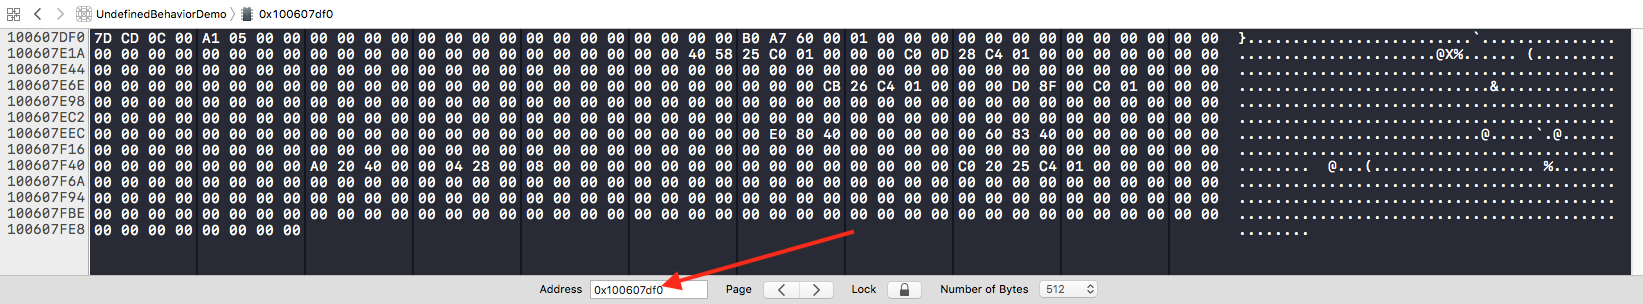 UndefinedBehaviorDemo 0x100607df0
100607DF0 7D CD 0C 00 A1 05 00 00 00 00 00 00 00 00 00 00 00 00 00 00 00 00 00 00 B0 A7 60 00 01 00 00 00 00 00 00 00 00 00 00 00 00 00 }.........................`...............
100607E1A 00 00 00 00 00 00 00 00 00 00 00 00 00 00 00 00 00 00 00 00 00 00 40 58 25 C0 01 00 00 00 C0 0D 28 C4 01 00 00 00 00 00 00 00 ......................@X%...... (.........
100607E44 00 00 00 00 00 00 00 00 00 00 00 00 00 00 00 00 00 00 00 00 00 00 00 00 00 00 00 00 00 00 00 00 00 00 00 00 00 00 00 00 00 00 ..........................................
100607E6E 00 00 00 00 00 00 00 00 00 00 00 00 00 00 00 00 00 00 00 00 00 00 00 00 00 00 00 CB 26 C4 01 00 00 00 D0 8F 00 C0 01 00 00 00 ............................&.............
100607E98 00 00 00 00 00 00 00 00 00 00 00 00 00 00 00 00 00 00 00 00 00 00 00 00 00 00 00 00 00 00 00 00 00 00 00 00 00 00 00 00 00 00 ..........................................
100607EC2 00 00 00 00 00 00 00 00 00 00 00 00 00 00 00 00 00 00 00 00 00 00 00 00 00 00 00 00 00 00 00 00 00 00 00 00 00 00 00 00 00 00 ..........................................
100607EEC 00 00 00 00 00 00 00 00 00 00 00 00 00 00 00 00 00 00 00 00 00 00 00 00 00 E0 80 40 00 00 00 00 00 60 83 40 00 00 00 00 00 00 ...........................@.....`.@......
100607F16 00 00 00 00 00 00 00 00 00 00 00 00 00 00 00 00 00 00 00 00 00 00 00 00 00 00 00 00 00 00 00 00 00 00 00 00 00 00 00 00 00 00 ..........................................
100607F40 00 00 00 00 00 00 00 00 A0 20 40 00 00 04 28 00 08 00 00 00 00 00 00 00 00 00 00 00 00 00 00 00 C0 20 25 C4 01 00 00 00 00 00 ........  @...(.................. %.......
100607F6A 00 00 00 00 00 00 00 00 00 00 00 00 00 00 00 00 00 00 00 00 00 00 00 00 00 00 00 00 00 00 00 00 00 00 00 00 00 00 00 00 00 00 ..........................................
100607F94 00 00 00 00 00 00 00 00 00 00 00 00 00 00 00 00 00 00 00 00 00 00 00 00 00 00 00 00 00 00 00 00 00 00 00 00 00 00 00 00 00 00 ..........................................
100607FBE 00 00 00 00 00 00 00 00 00 00 00 00 00 00 00 00 00 00 00 00 00 00 00 00 00 00 00 00 00 00 00 00 00 00 00 00 00 00 00 00 00 00 ..........................................
100607FE8 00 00 00 00 00 00 00 00 ........
Address 0x100607df0 Page Lock Number of Bytes 512